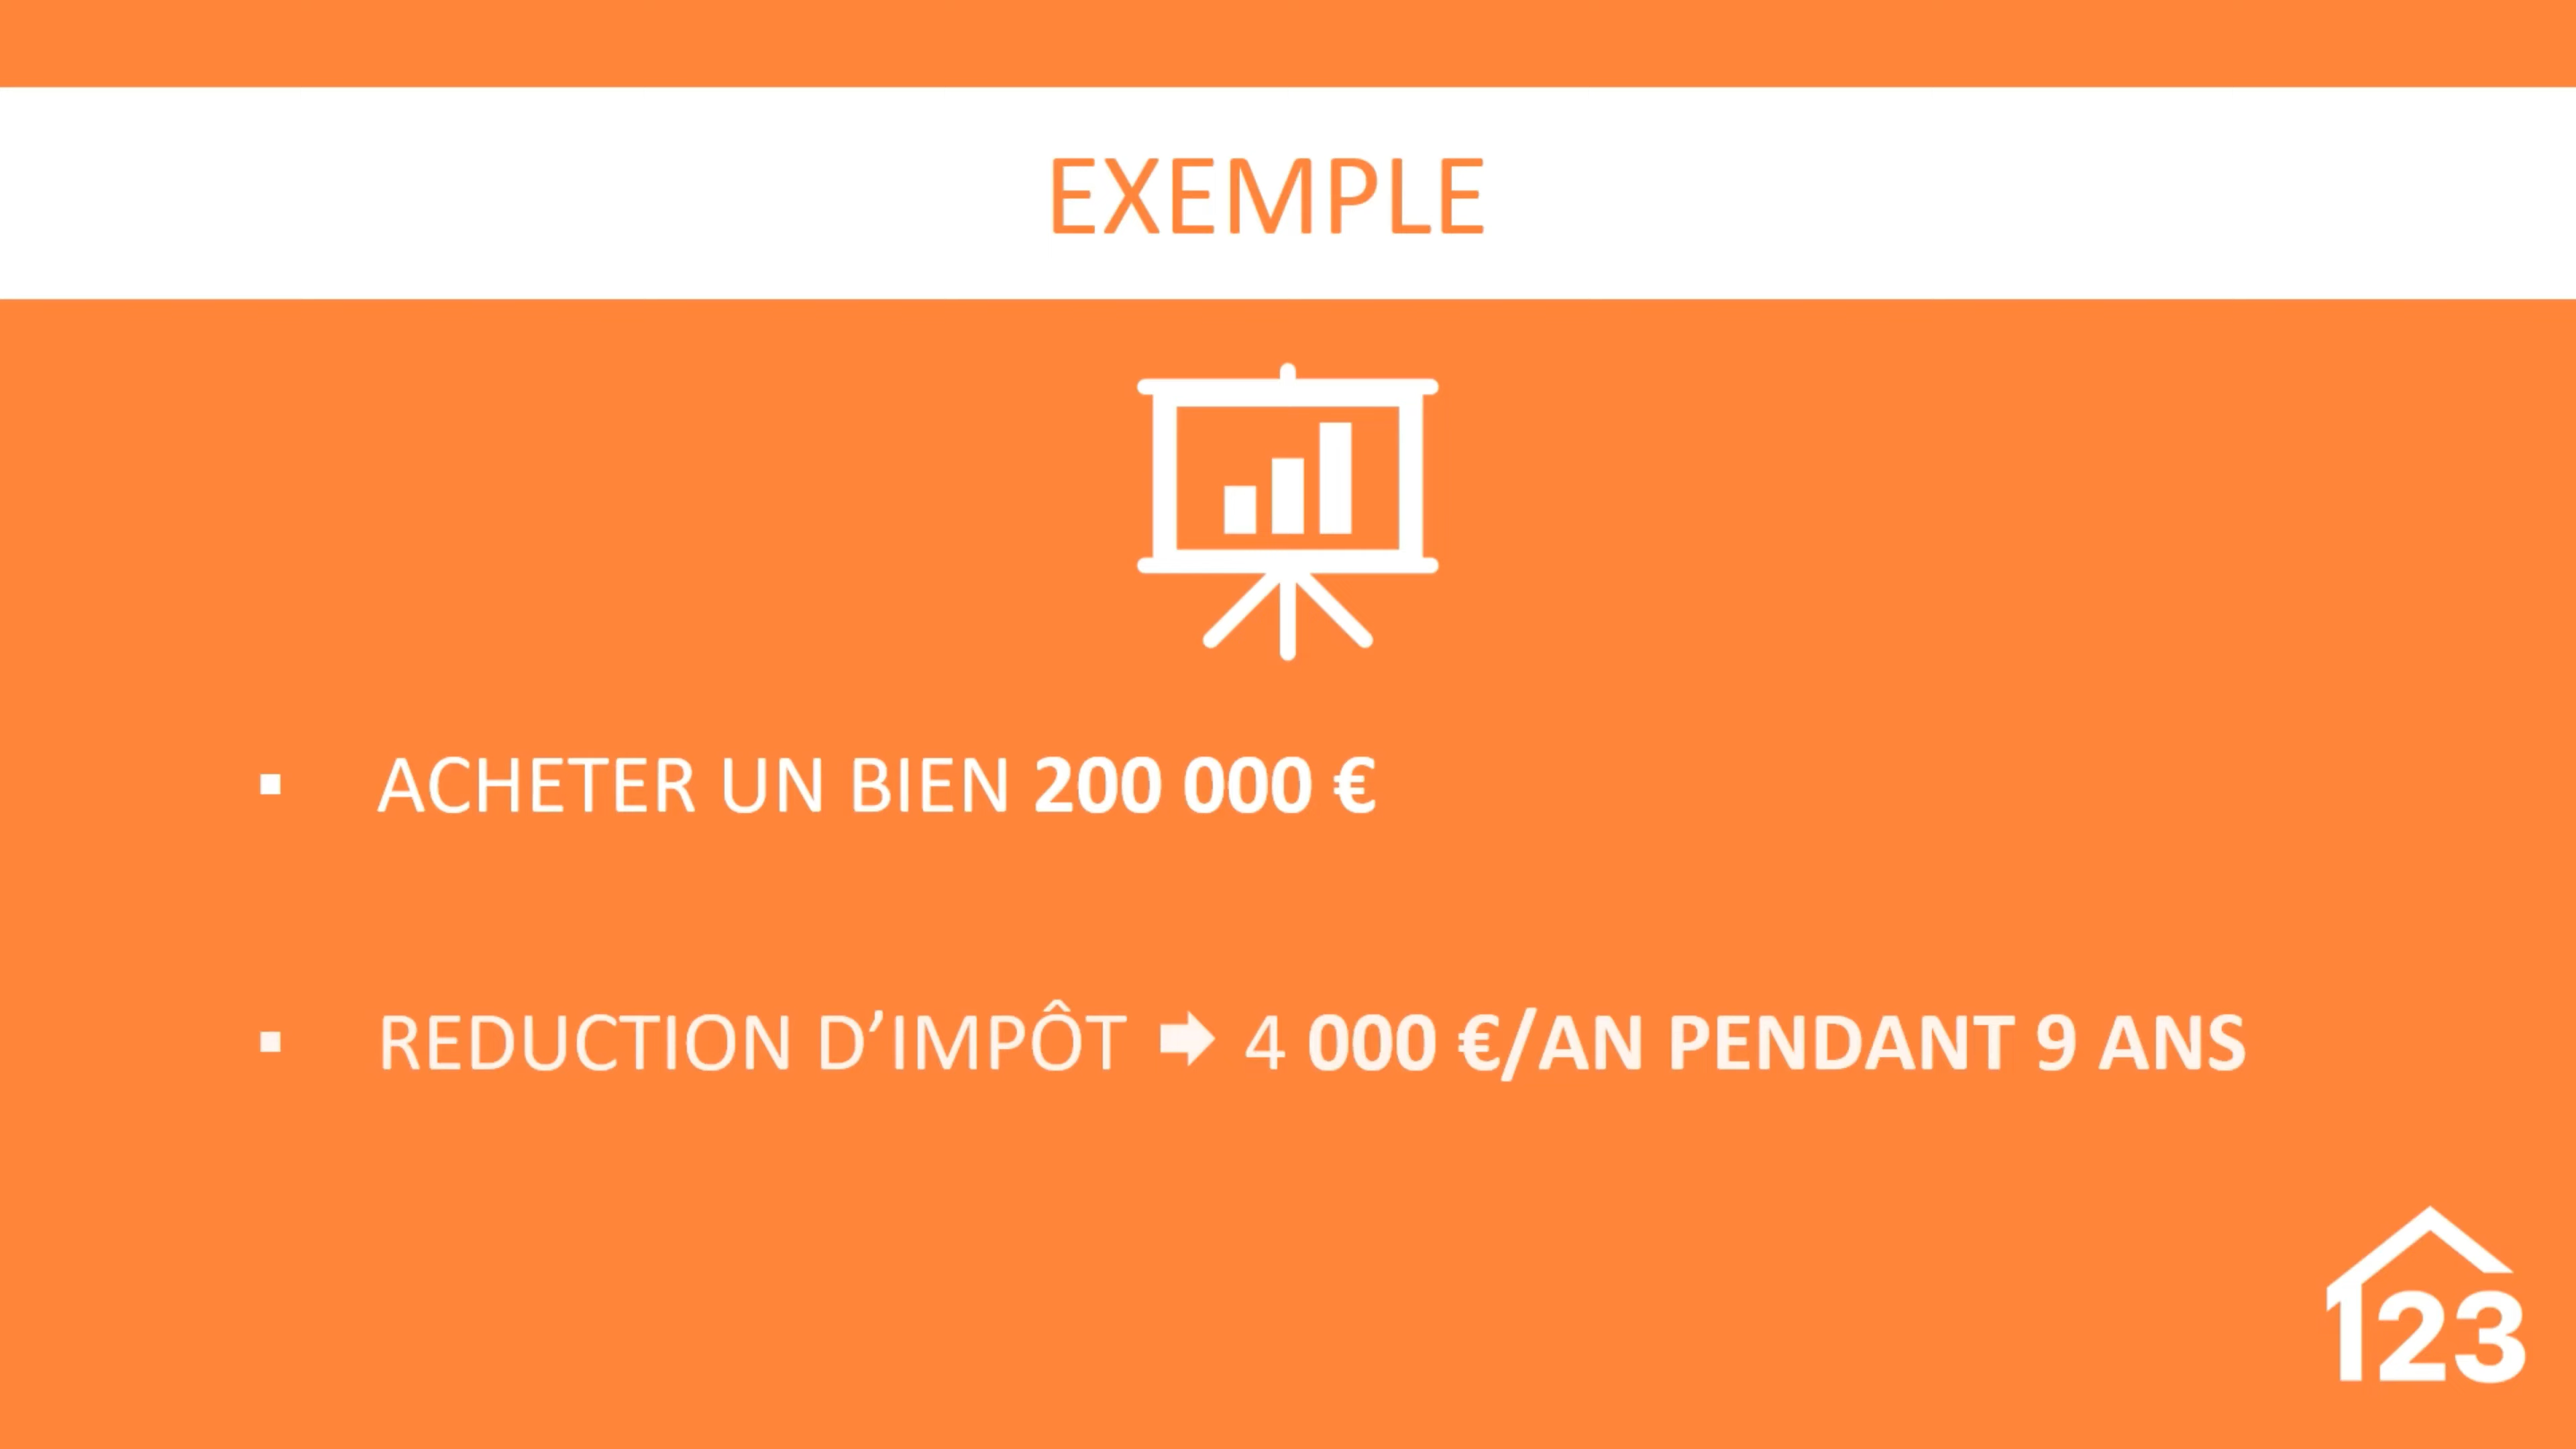 EXEMPLE
▪ ACHETER UN BIEN 200 000 €
▪ REDUCTION D’IMPÔT 🡆 4 000 €/AN PENDANT 9 ANS
123